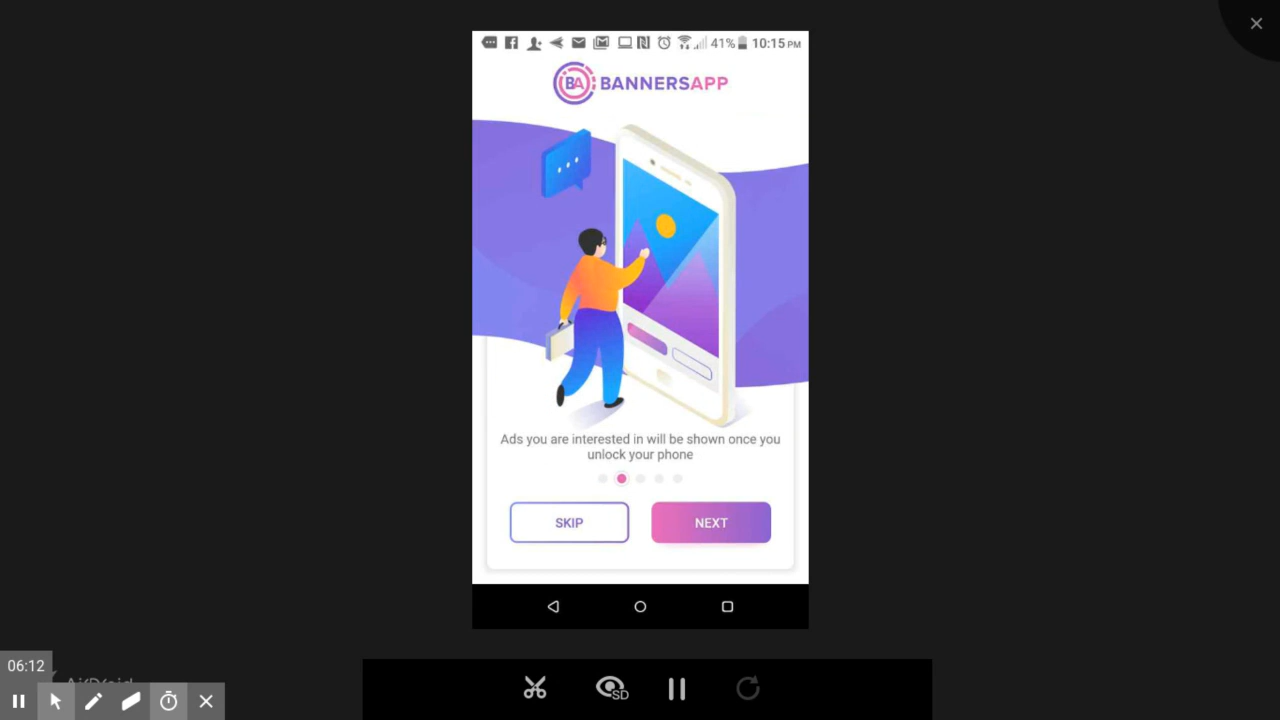 41% 10:15 PM
BA BANNERSAPP
Ads you are interested in will be shown once you
unlock your phone
SKIP
NEXT
06:12
SD